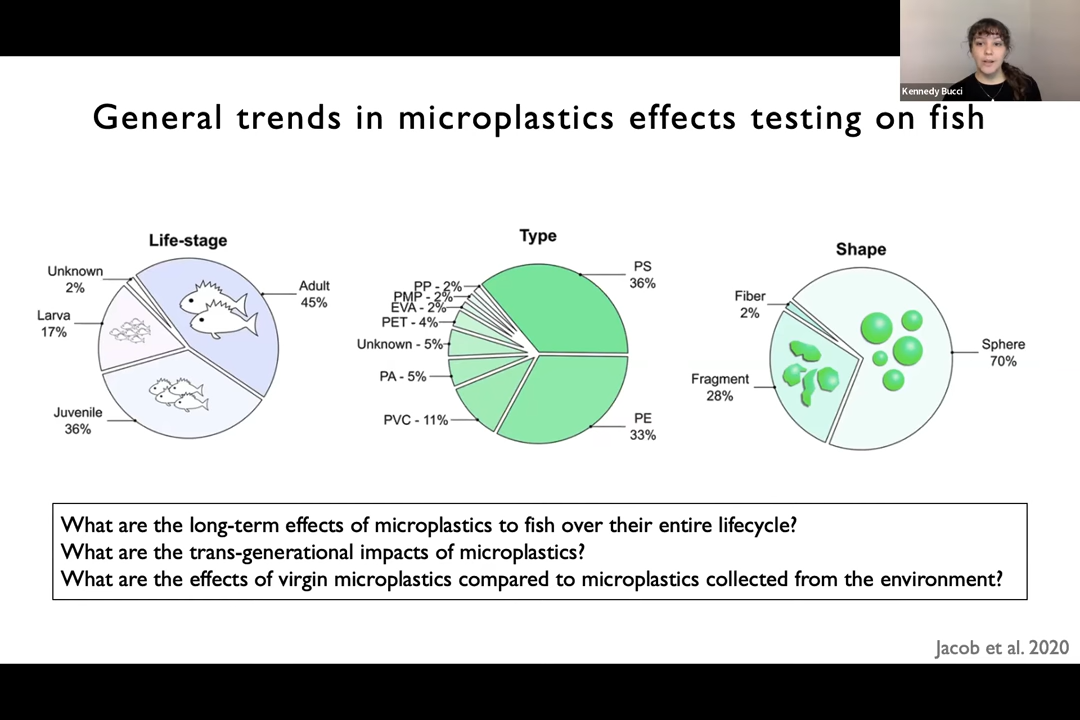 Kennedy Bucci
General trends in microplastics effects testing on fish
Life-stage
Unknown
2%
Larva
17%
Juvenile
36%
Adult
45%
Type
PP - 2%
PMP - 2%
EVA - 2%
PET - 4%
Unknown - 5%
PA - 5%
PVC - 11%
PS
36%
PE
33%
Shape
Fiber
2%
Fragment
28%
Sphere
70%
What are the long-term effects of microplastics to fish over their entire lifecycle?
What are the trans-generational impacts of microplastics?
What are the effects of virgin microplastics compared to microplastics collected from the environment?
Jacob et al. 2020